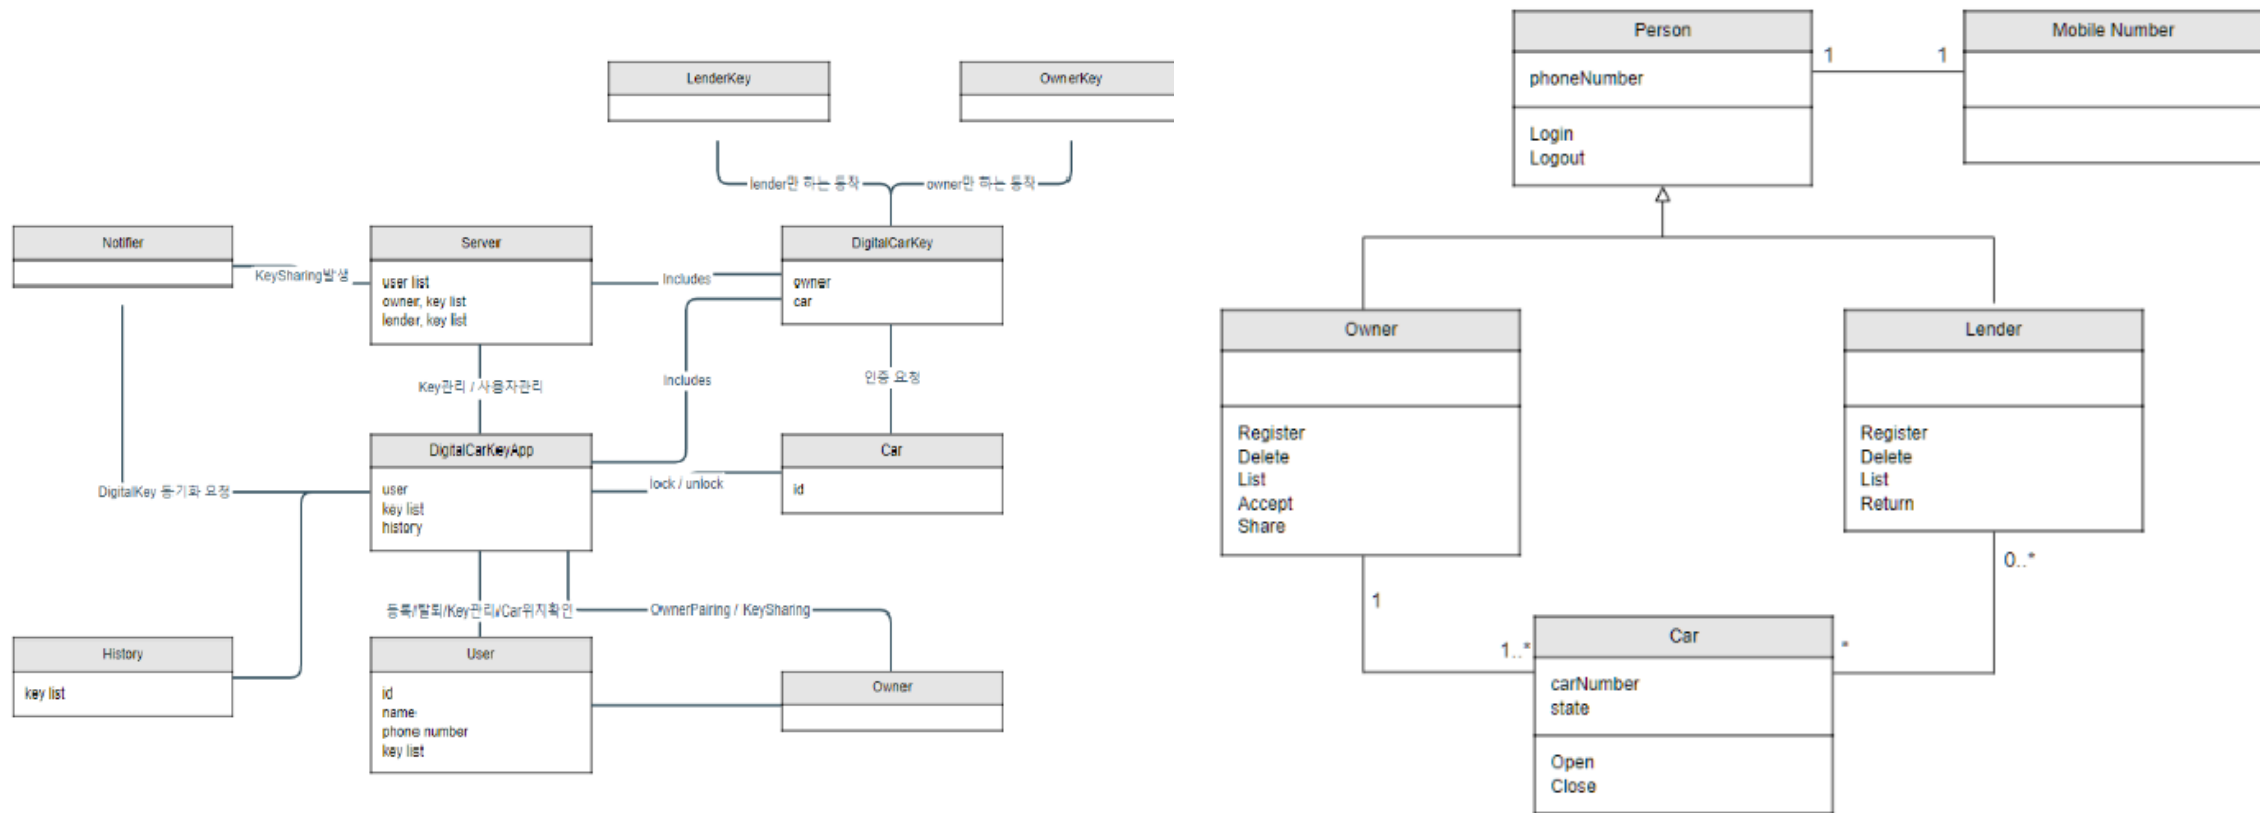 LenderKey
OwnerKey
lender만 하는 동작
owner만 하는 동작
Notifier
KeySharing발생
Server
user list
owner, key list
lender, key list
Includes
DigitalCarKey
owner
car
Key관리 / 사용자관리
Includes
인증 요청
DigitalCarKeyApp
user
key list
history
lock / unlock
Car
id
DigitalKey 동기화 요청
등록/탈퇴/Key관리/Car위치확인
OwnerPairing / KeySharing
History
key list
User
id
name
phone number
key list
Owner
Person
phoneNumber
Login
Logout
1
1
Mobile Number
Owner
Register
Delete
List
Accept
Share
Lender
Register
Delete
List
Return
1
0..*
1..*
*
Car
carNumber
state
Open
Close